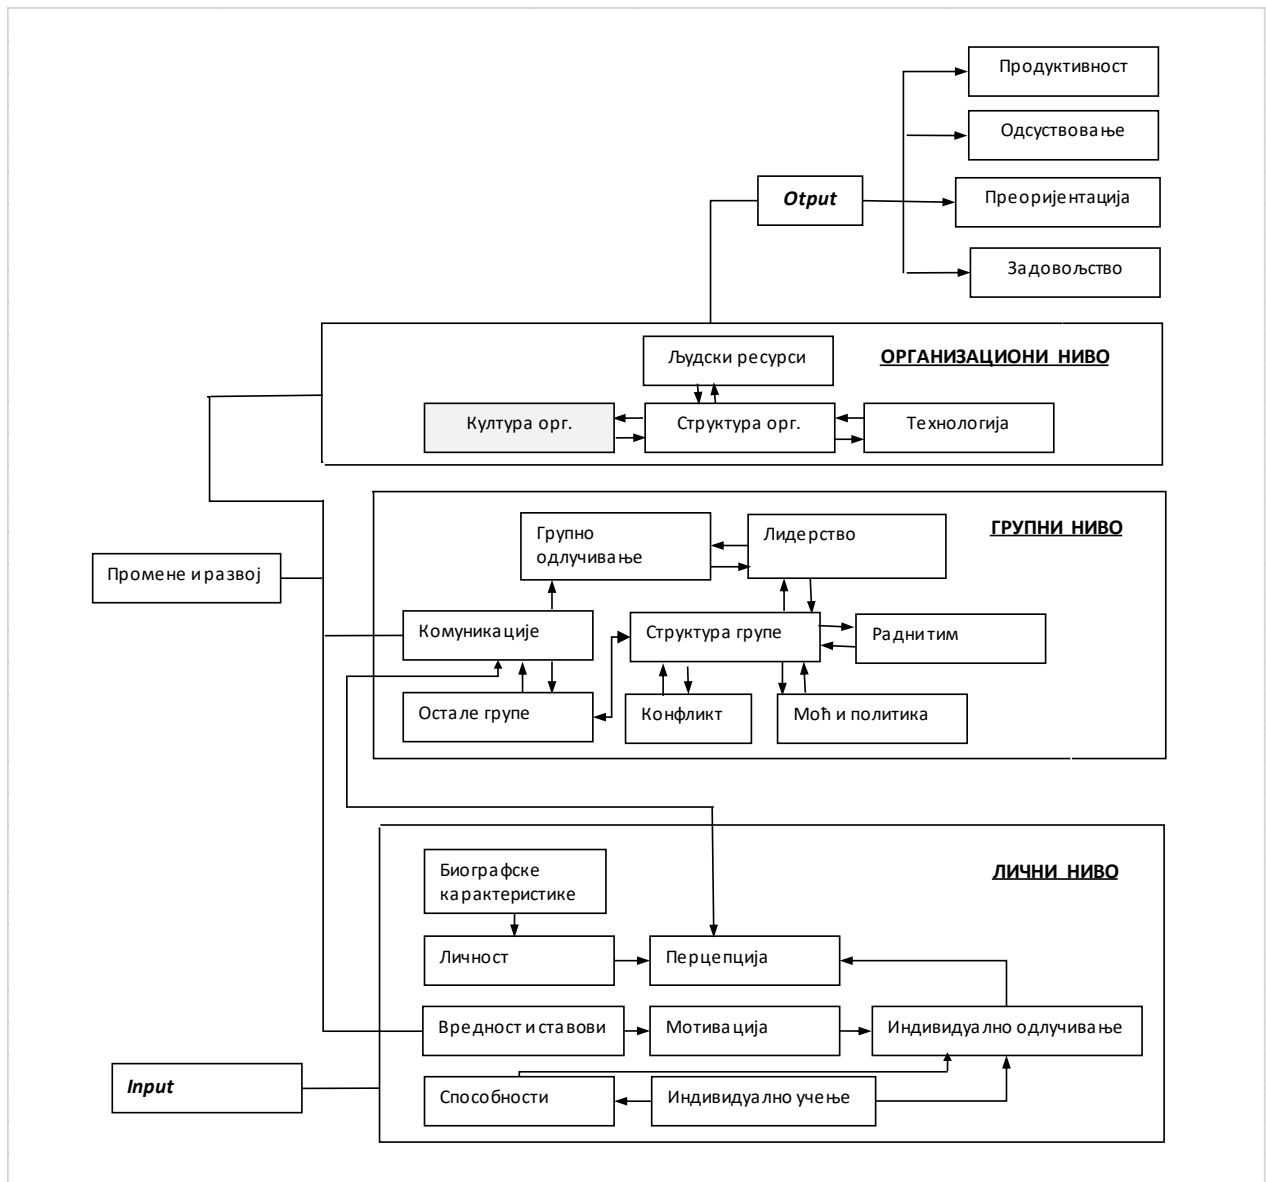 Продуктивност
Одсуствовање
Otput
Преоријентација
Задовољство
Људски ресурси
ОРГАНИЗАЦИОНИ НИВО
Култура орг.
Структура орг.
Технологија
ГРУПНИ НИВО
Групно
одлучивање
Лидерство
Промене и развој
Комуникације
Структура групе
Радни тим
Остале групе
Конфликт
Моћ и политика
ЛИЧНИ НИВО
Биографске
карактеристике
Личност
Перцепција
Вредност и ставови
Мотивација
Индивидуално одлучивање
Input
Способности
Индивидуално учење